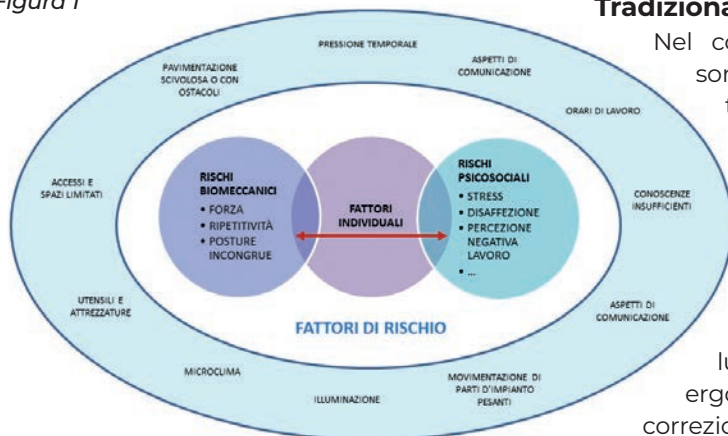 Figura 1
Tradiziona
Nel co
sor
t
PRESSIONE TEMPORALE
PAVIMENTAZIONE
SCIVOLOSA O CON
OSTACOLI
ASPETTI DI
COMUNICAZIONE
ORARI DI LAVORO
ACCESSI E
SPAZI LIMITATI
RISCHI
BIOMECCANICI
• FORZA
• RIPETITIVITÀ
• POSTURE
INCONGRUE
FATTORI
INDIVIDUALI
RISCHI
PSICOSOCIALI
• STRESS
• DISAFFEZIONE
• PERCEZIONE
NEGATIVA
LAVORO
• ...
CONOSCENZE
INSUFFICIENTI
UTENSILI E
ATTREZZATURE
FATTORI DI RISCHIO
ASPETTI DI
COMUNICAZIONE
MICROCLIMA
ILLUMINAZIONE
MOVIMENTAZIONE DI
PARTI D'IMPIANTO
PESANTI
lu
ergo
correzio